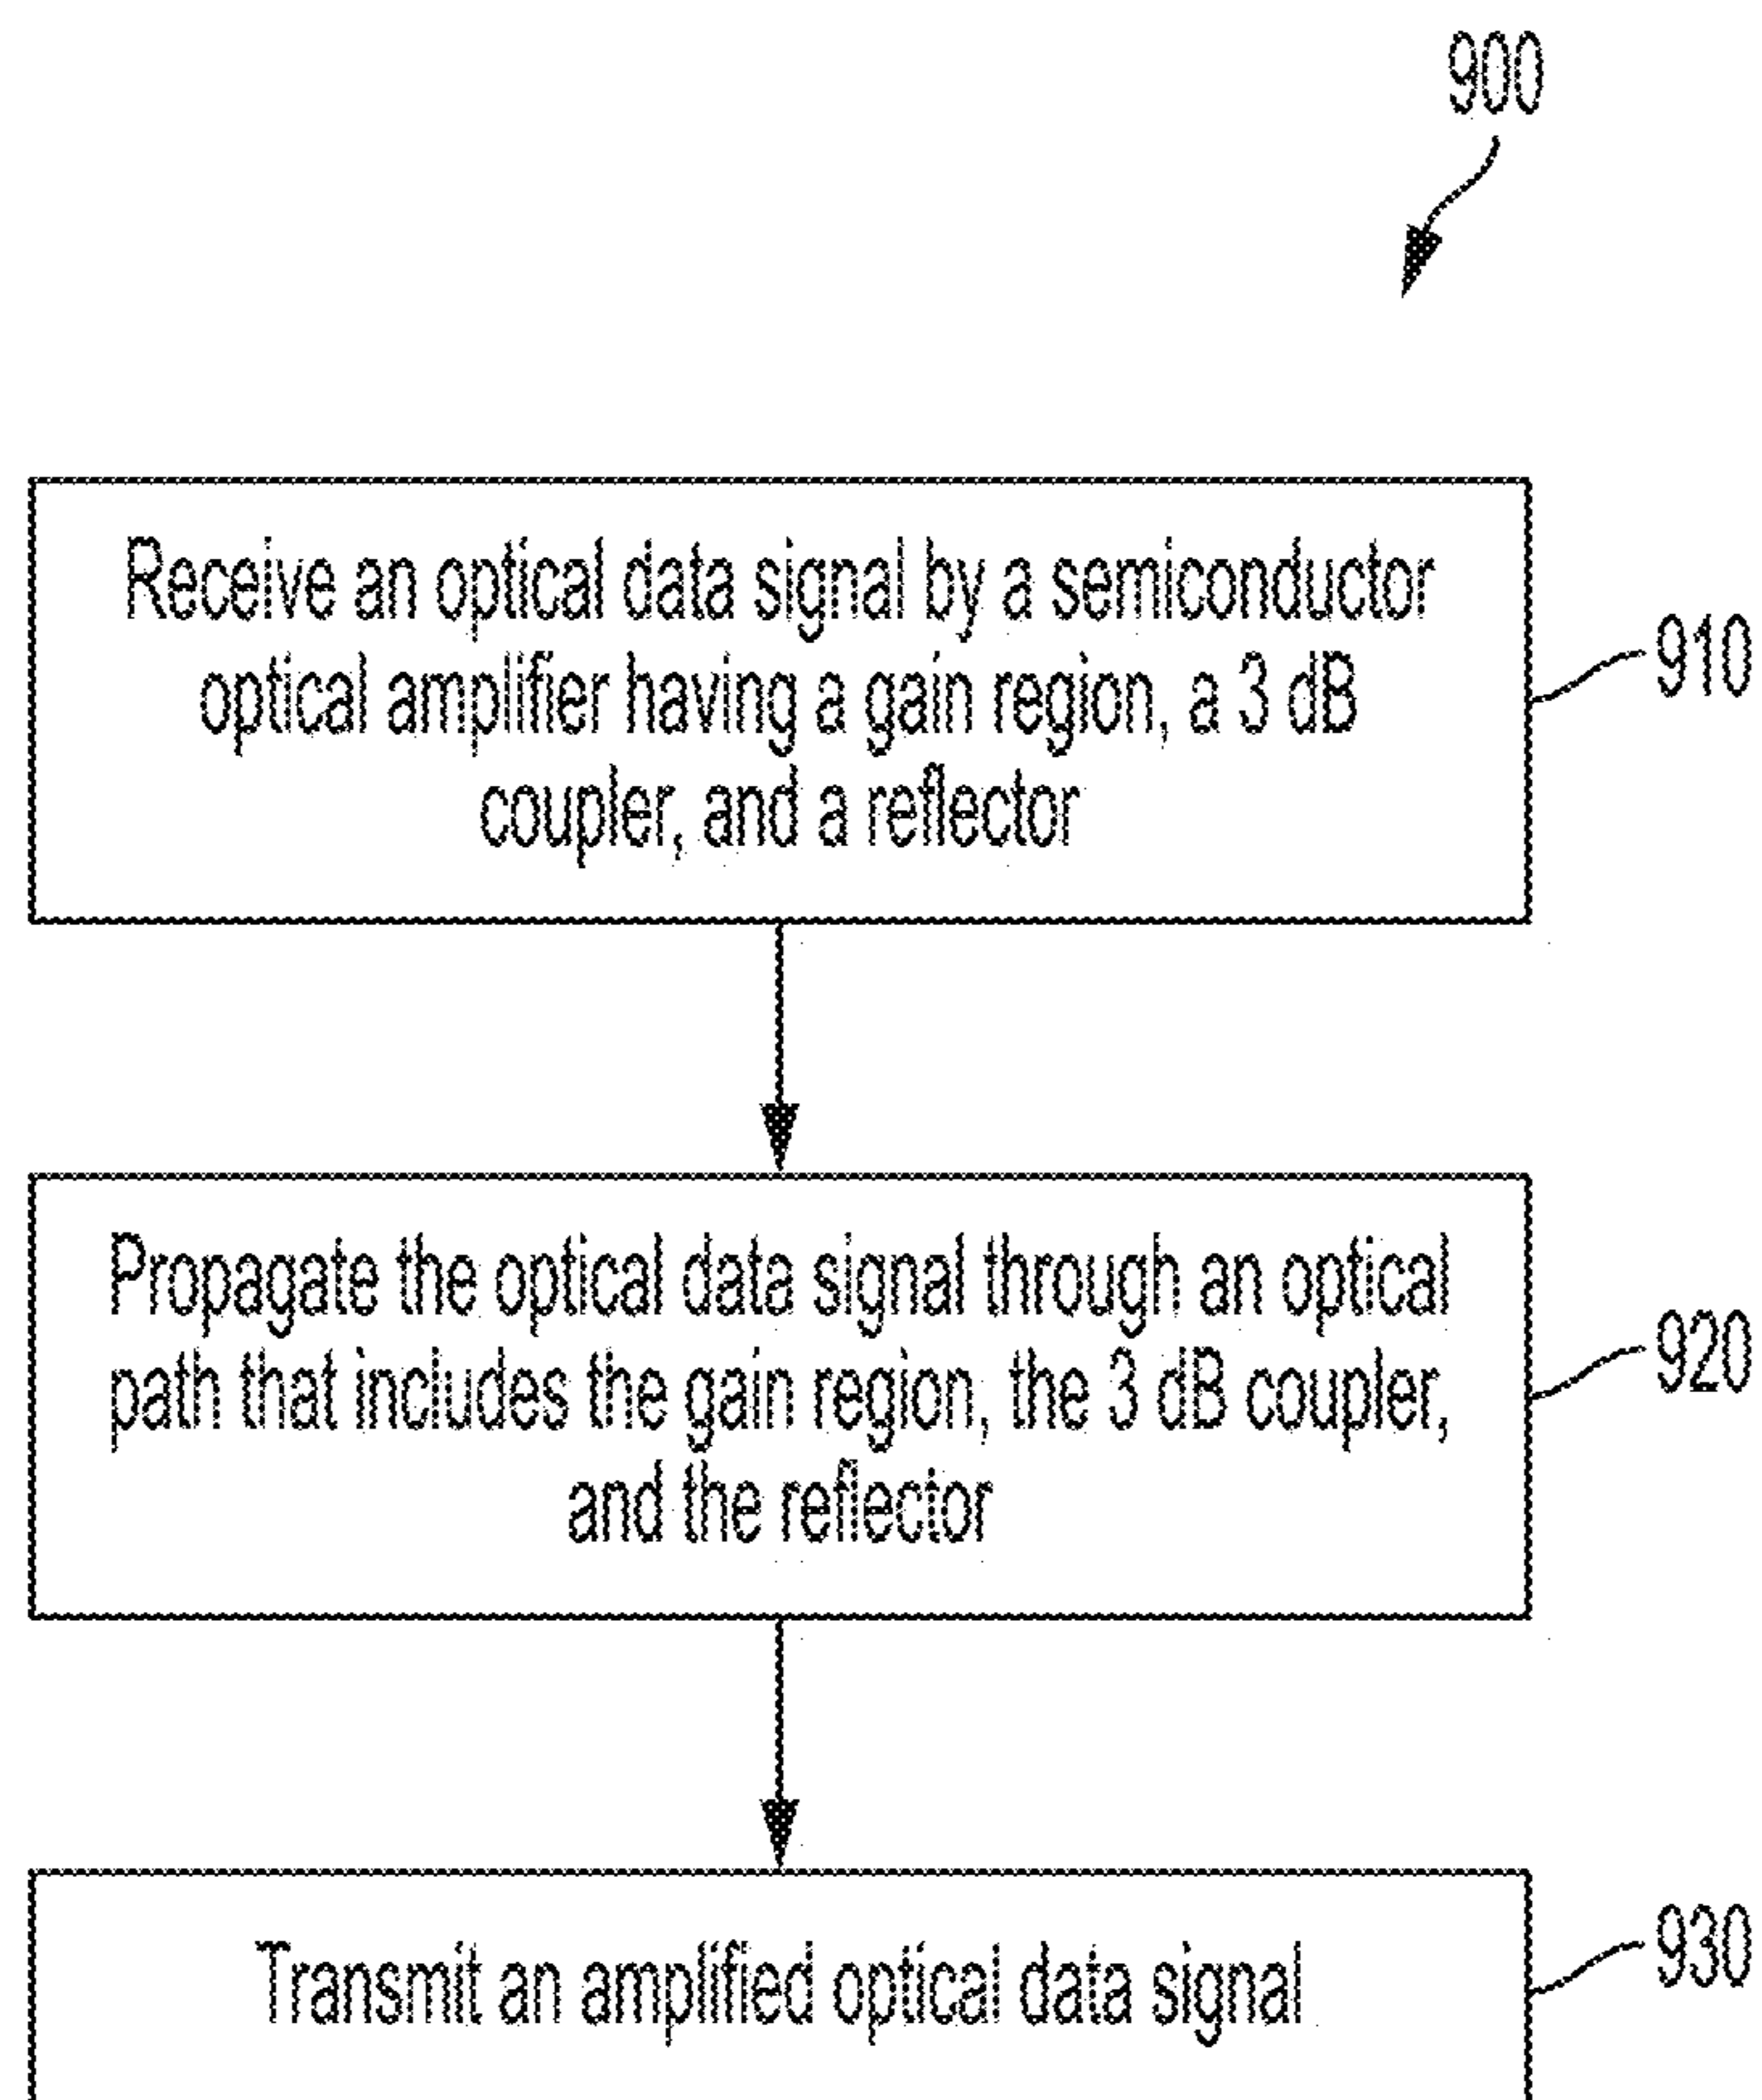 900
Receive an optical data signal by a semiconductor
optical amplifier having a gain region, a 3 dB
coupler, and a reflector
910
Propagate the optical data signal through an optical
path that includes the gain region, the 3 dB coupler,
and the reflector
920
Transmit an amplified optical data signal
930